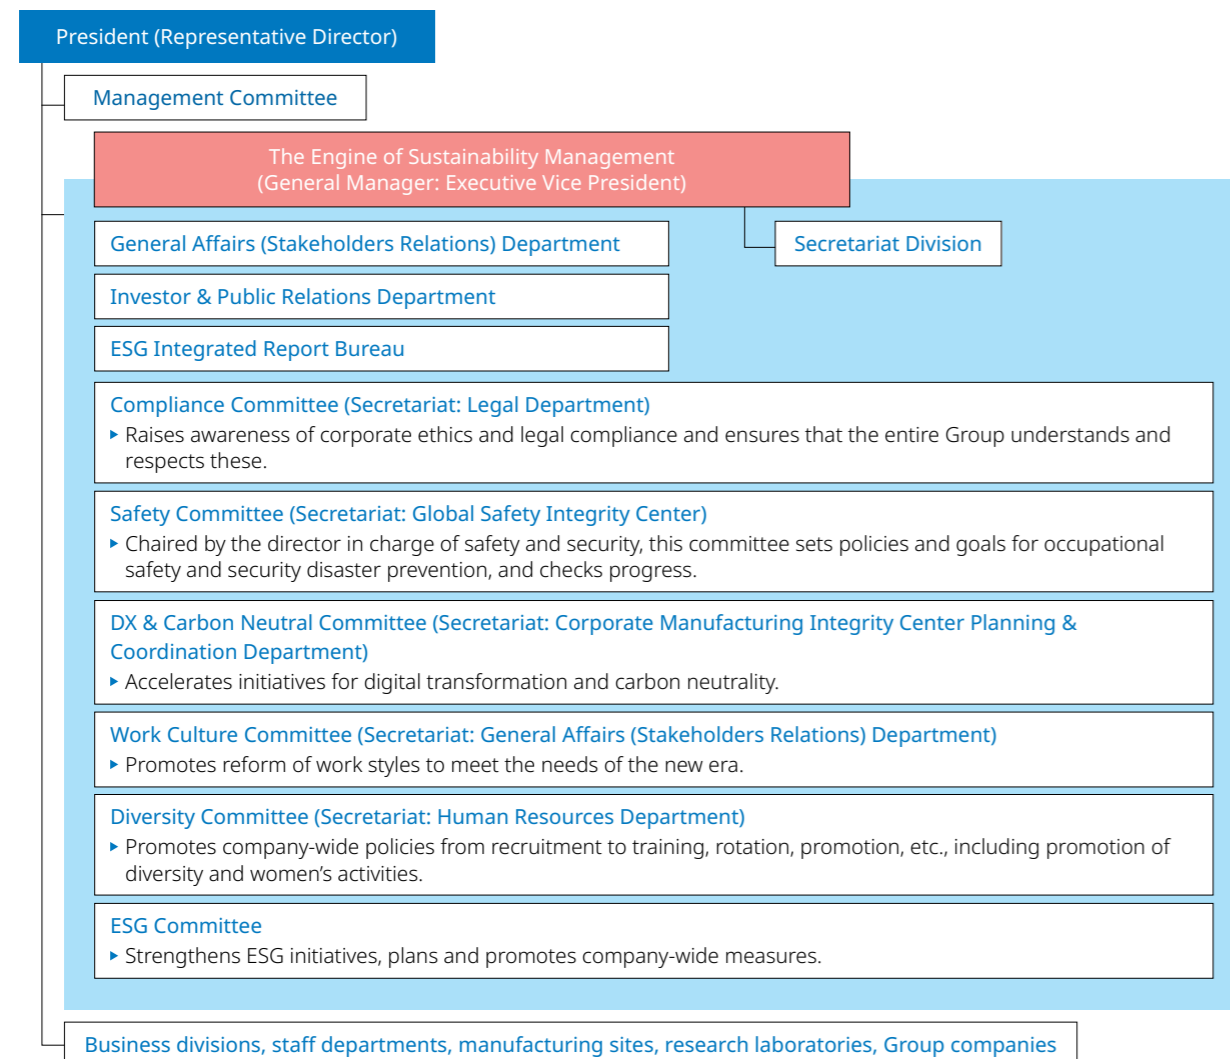 President (Representative Director)
Management Committee
The Engine of Sustainability Management
(General Manager: Executive Vice President)
General Affairs (Stakeholders Relations) Department
Secretariat Division
Investor & Public Relations Department
ESG Integrated Report Bureau
Compliance Committee (Secretariat: Legal Department)
▸ Raises awareness of corporate ethics and legal compliance and ensures that the entire Group understands and
respects these.
Safety Committee (Secretariat: Global Safety Integrity Center)
▸ Chaired by the director in charge of safety and security, this committee sets policies and goals for occupational
safety and security disaster prevention, and checks progress.
DX & Carbon Neutral Committee (Secretariat: Corporate Manufacturing Integrity Center Planning &
Coordination Department)
▸ Accelerates initiatives for digital transformation and carbon neutrality.
Work Culture Committee (Secretariat: General Affairs (Stakeholders Relations) Department)
▸ Promotes reform of work styles to meet the needs of the new era.
Diversity Committee (Secretariat: Human Resources Department)
▸ Promotes company-wide policies from recruitment to training, rotation, promotion, etc., including promotion of
diversity and women’s activities.
ESG Committee
▸ Strengthens ESG initiatives, plans and promotes company-wide measures.
Business divisions, staff departments, manufacturing sites, research laboratories, Group companies